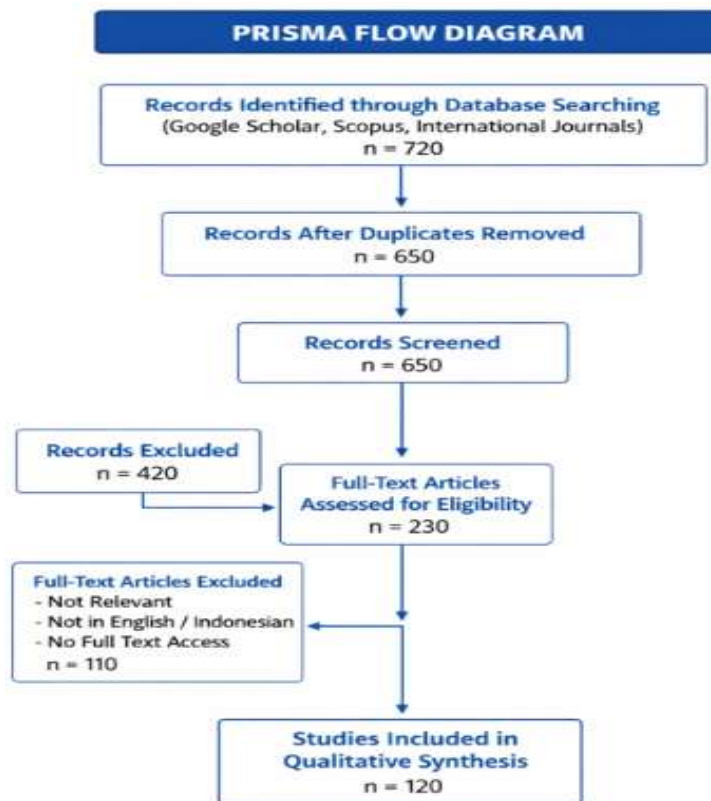 PRISMA FLOW DIAGRAM
Records Identified through Database Searching
(Google Scholar, Scopus, International Journals)
n = 720
Records After Duplicates Removed
n = 650
Records Screened
n = 650
Records Excluded
n = 420
Full-Text Articles
Assessed for Eligibility
n = 230
Full-Text Articles Excluded
- Not Relevant
- Not in English / Indonesian
- No Full Text Access
n = 110
Studies Included in
Qualitative Synthesis
n = 120